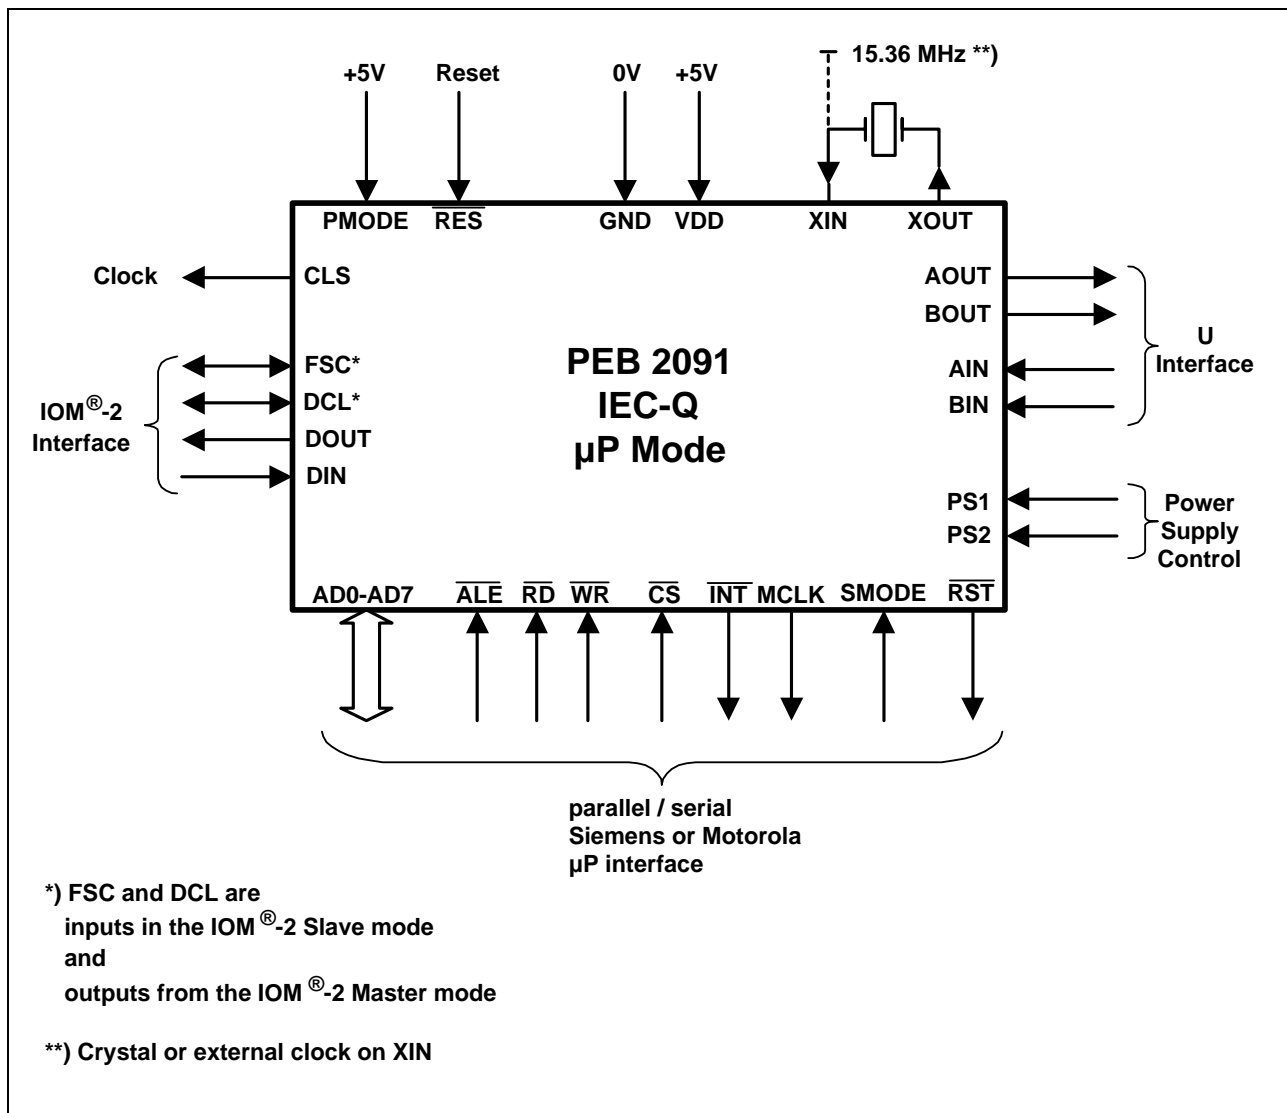 15.36 MHz **)
+5V Reset 0V +5V
PMODE RES GND VDD XIN XOUT
Clock CLS AOUT
BOUT
U
Interface
FSC*
DCL*
DOUT
DIN
IOM®-2
Interface
PEB 2091
IEC-Q
µP Mode
AIN
BIN
PS1
PS2
Power
Supply
Control
AD0-AD7 ALE RD WR CS INT MCLK SMODE RST
parallel / serial
Siemens or Motorola
µP interface
*) FSC and DCL are
inputs in the IOM ®-2 Slave mode
and
outputs from the IOM ®-2 Master mode
**) Crystal or external clock on XIN